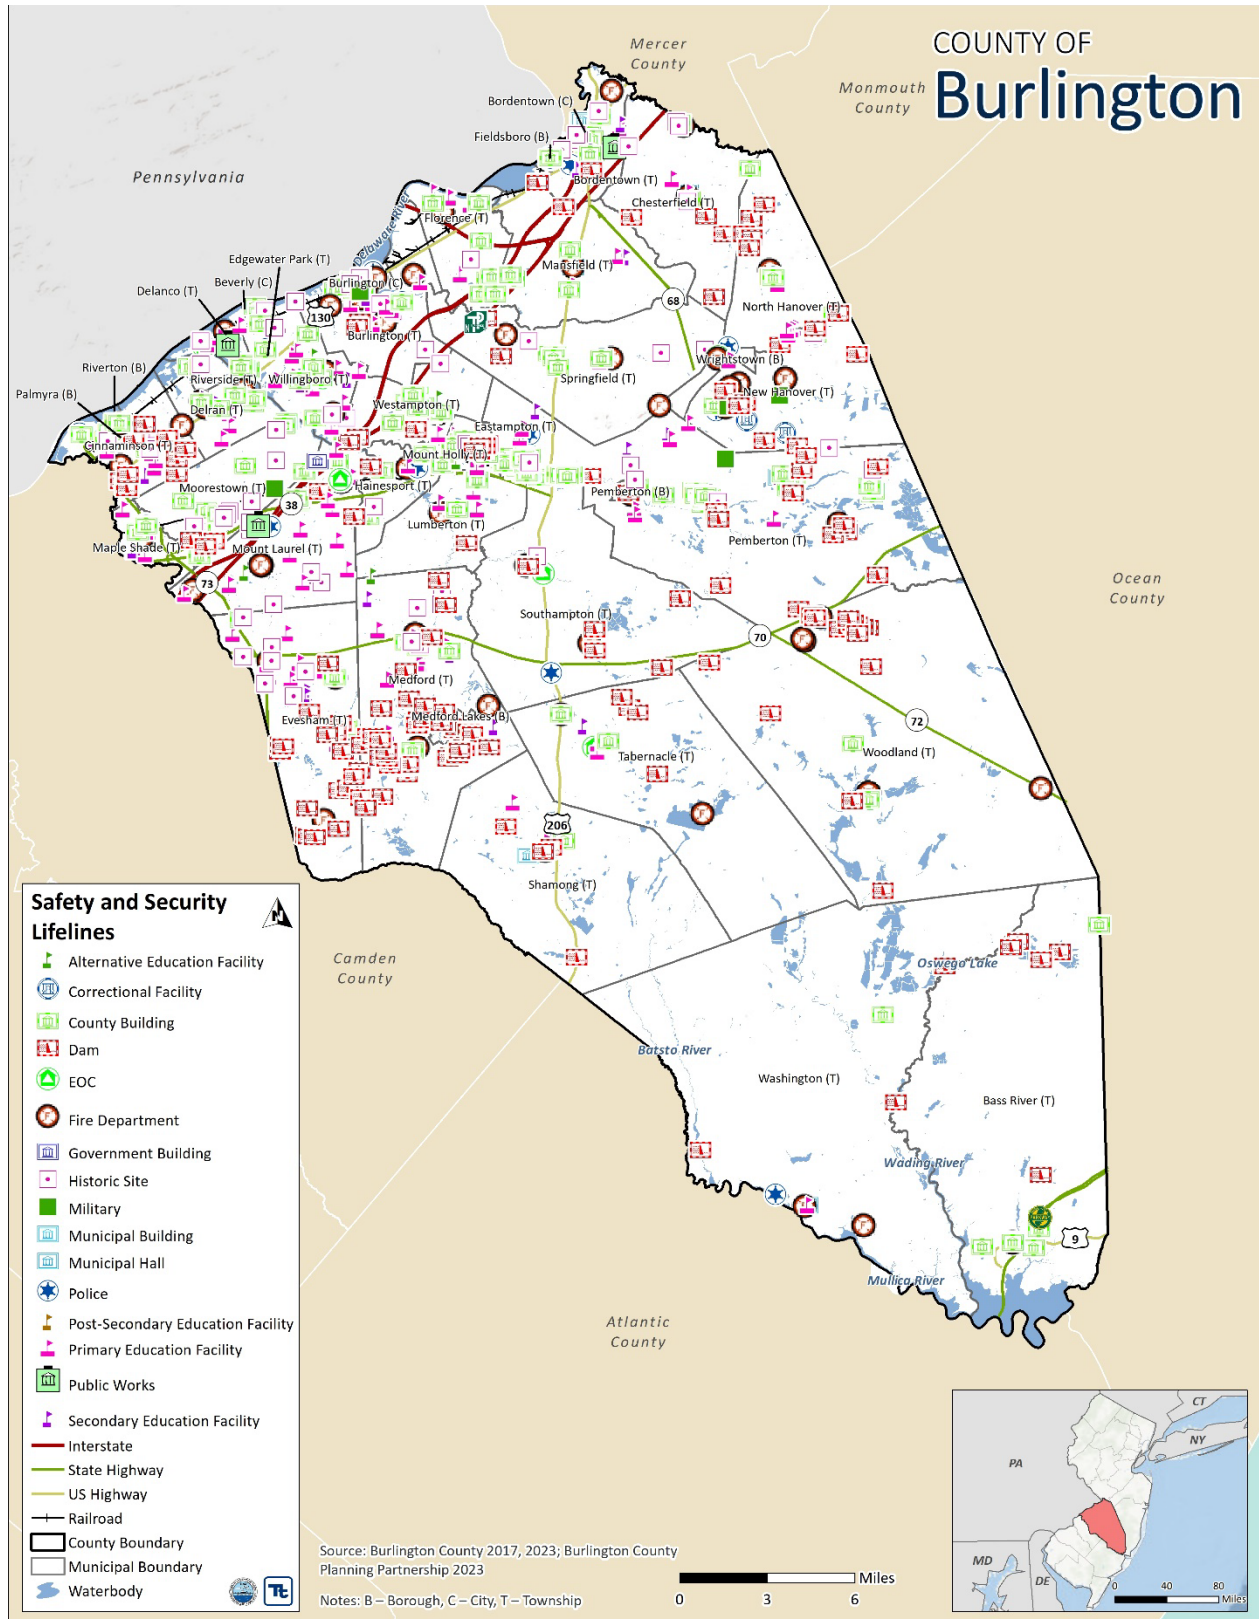 COUNTY OF
Burlington
Mercer
County
Monmouth
County
Bordentown (C)
Fieldsboro (B)
Pennsylvania
Bordentown (T)
Chesterfield (T)
Florence (T)
Delaware River
Edgewater Park (T)
Mansfield (T)
Beverly (C)
Burlington (C)
Delanco (T)
68
North Hanover (T)
130
Burlington (T)
Wrightstown (B)
Riverton (B)
Riverside (T)
Willingboro (T)
Springfield (T)
New Hanover (T)
Palmyra (B)
Delran (T)
Westampton (T)
Eastampton (T)
Cinnaminson (T)
Mount Holly (T)
Moorestown (T)
Hainesport (T)
Pemberton (B)
38
Lumberton (T)
Maple Shade (T)
Mount Laurel (T)
Pemberton (T)
73
Ocean
County
Southampton (T)
70
Medford (T)
Evesham (T)
Medford Lakes (B)
72
Woodland (T)
Tabernacle (T)
206
Shamong (T)
Camden
County
Oswego Lake
Batsto River
Washington (T)
Bass River (T)
Wading River
9
Mullica River
Atlantic
County
Safety and Security
Lifelines
N
Alternative Education Facility
Correctional Facility
County Building
Dam
EOC
Fire Department
Government Building
Historic Site
Military
Municipal Building
Municipal Hall
Police
Post-Secondary Education Facility
Primary Education Facility
Public Works
Secondary Education Facility
Interstate
State Highway
US Highway
Railroad
County Boundary
Municipal Boundary
Waterbody
Tt
Source: Burlington County 2017, 2023; Burlington County
Planning Partnership 2023
Notes: B – Borough, C – City, T – Township
Miles
0 3 6
CT
NY
PA
MD
DE
0 40 80
Miles